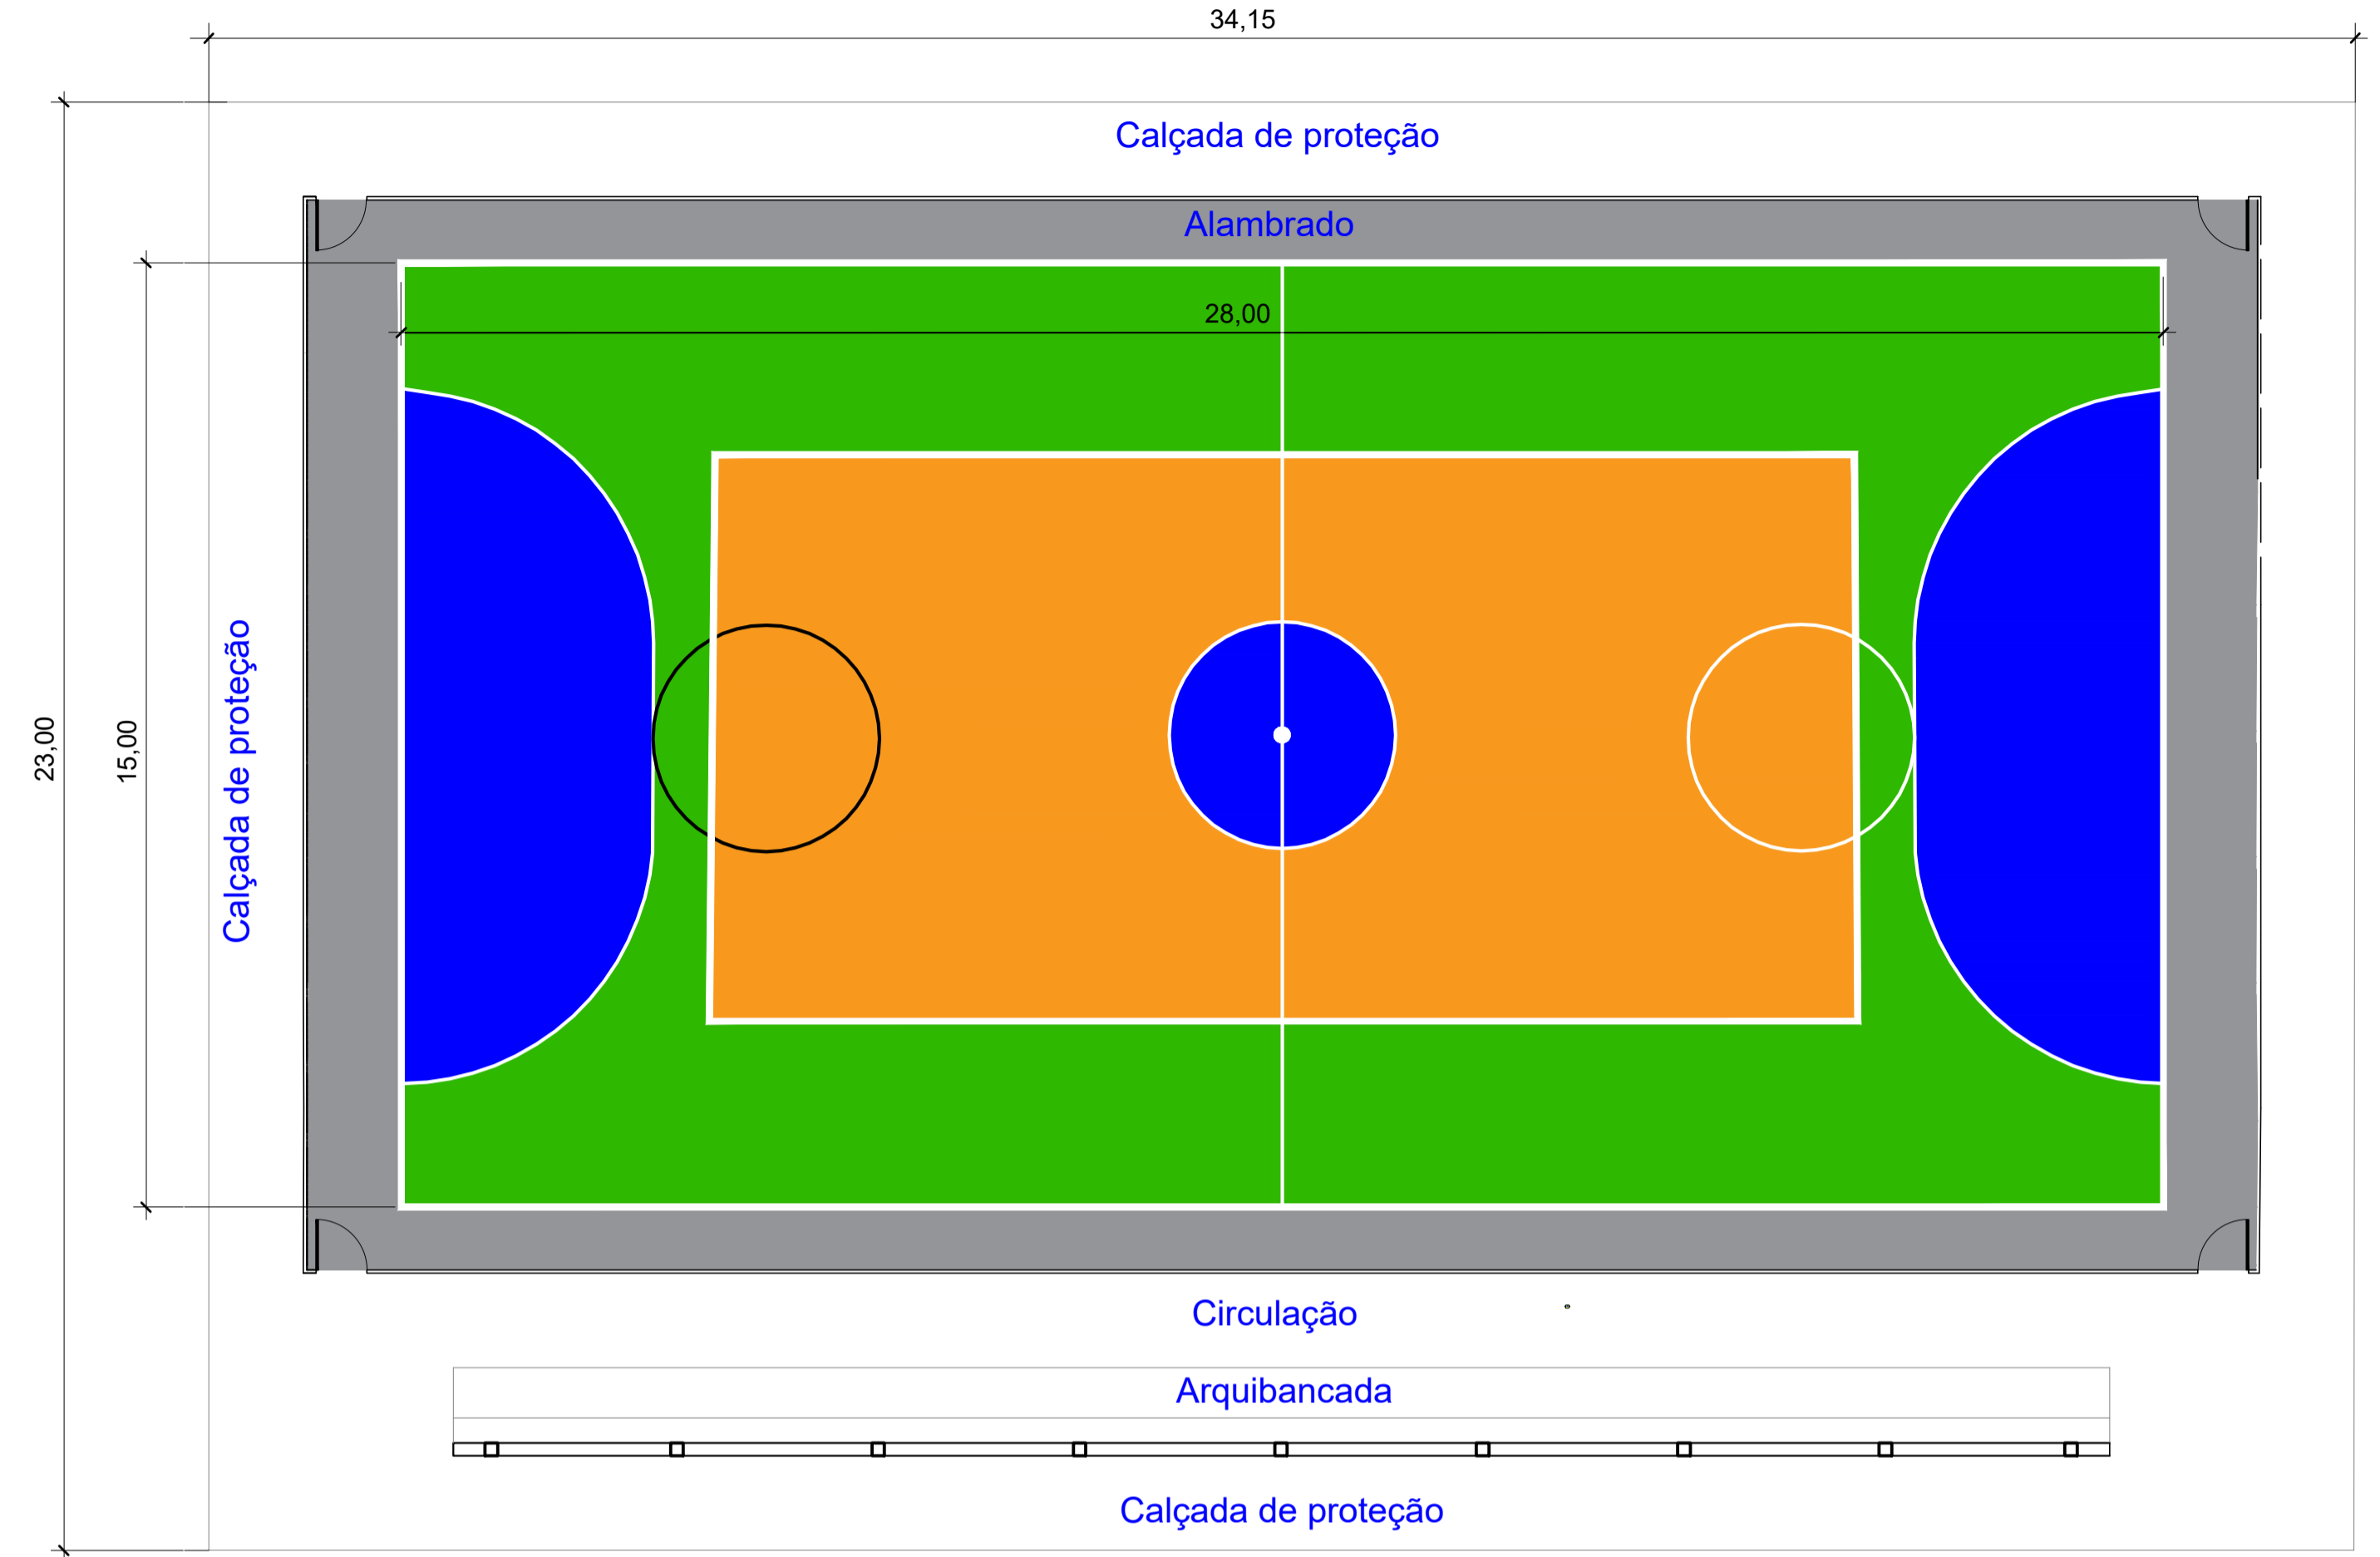 34,15
Calçada de proteção
Alambrado
28,00
Calçada de proteção
23,00
15,00
Circulação
Arquibancada
Calçada de proteção